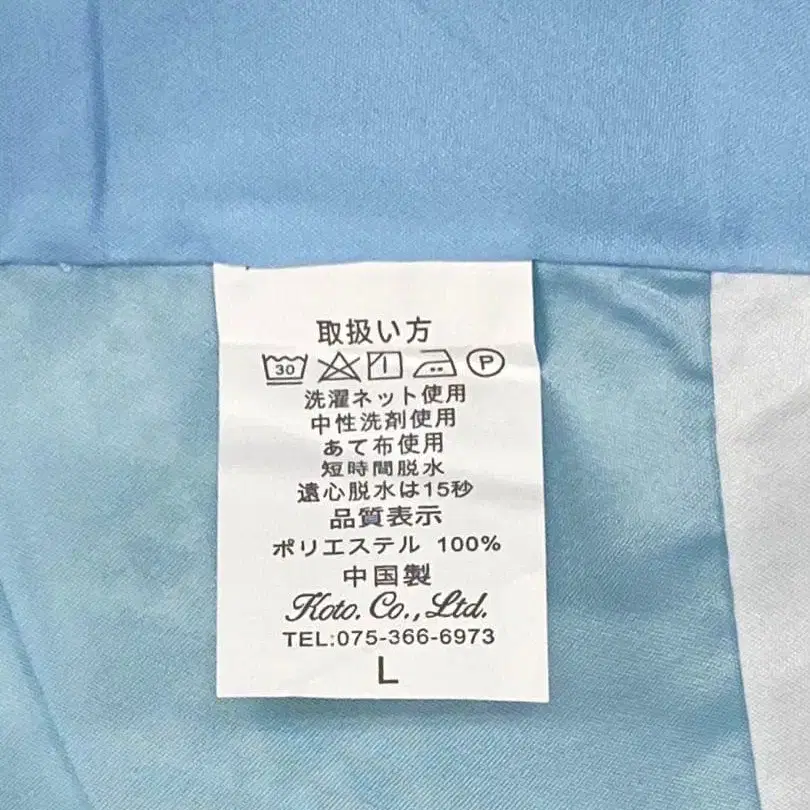 取扱い方
30 P
洗濯ネット使用
中性洗剤使用
あて布使用
短時間脱水
遠心脱水は15秒
品質表示
ポリエステル 100%
中国製
Koto. Co., Ltd.
TEL:075-366-6973
L